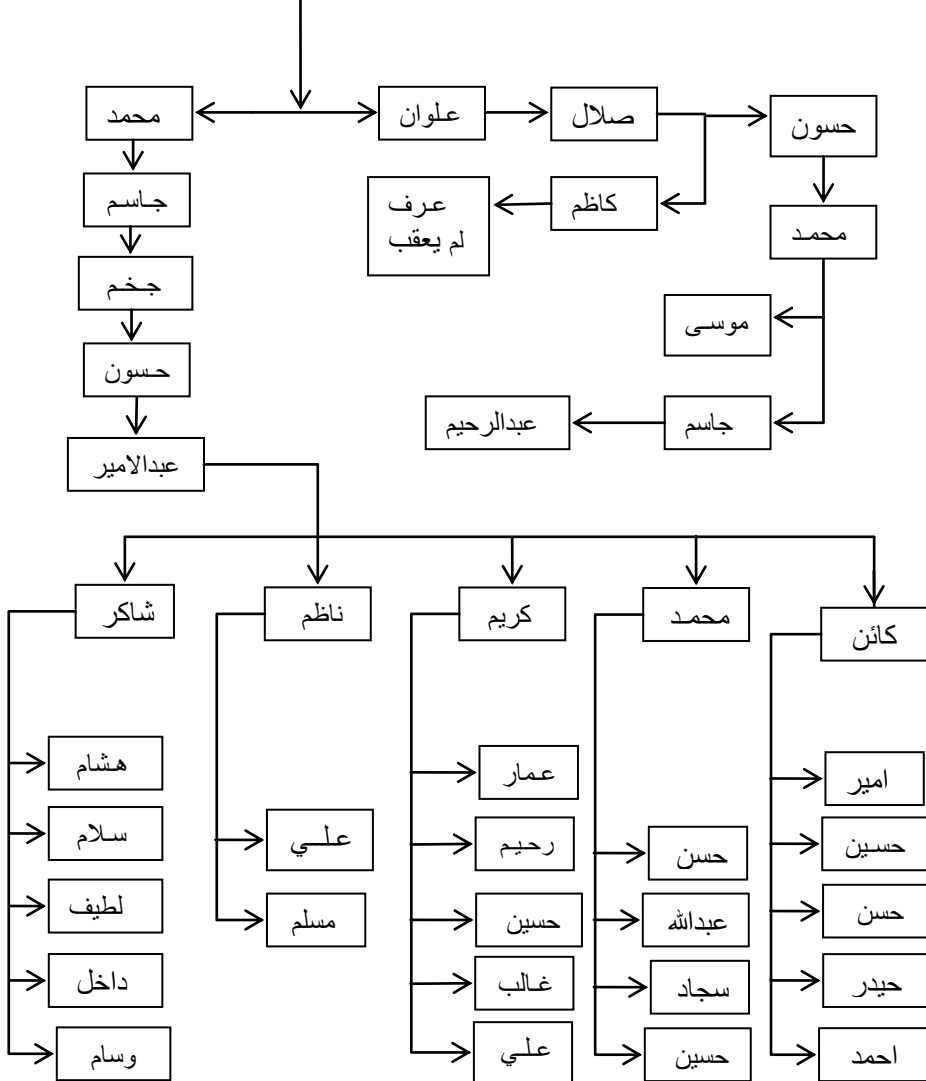 حسون
صلال
علوان
محمد
كاظم
عرف
لم يعقب
جاسم
محمد
جخم
موسى
حسون
جاسم
عبدالرحيم
عبدالامير
كائن
محمد
كريم
ناظم
شاكر
امير
عمار
هشام
حسين
حسن
رحيم
علي
سلام
حسن
عبدالله
حسين
مسلم
لطيف
حيدر
سجاد
غالب
داخل
احمد
حسين
علي
وسام